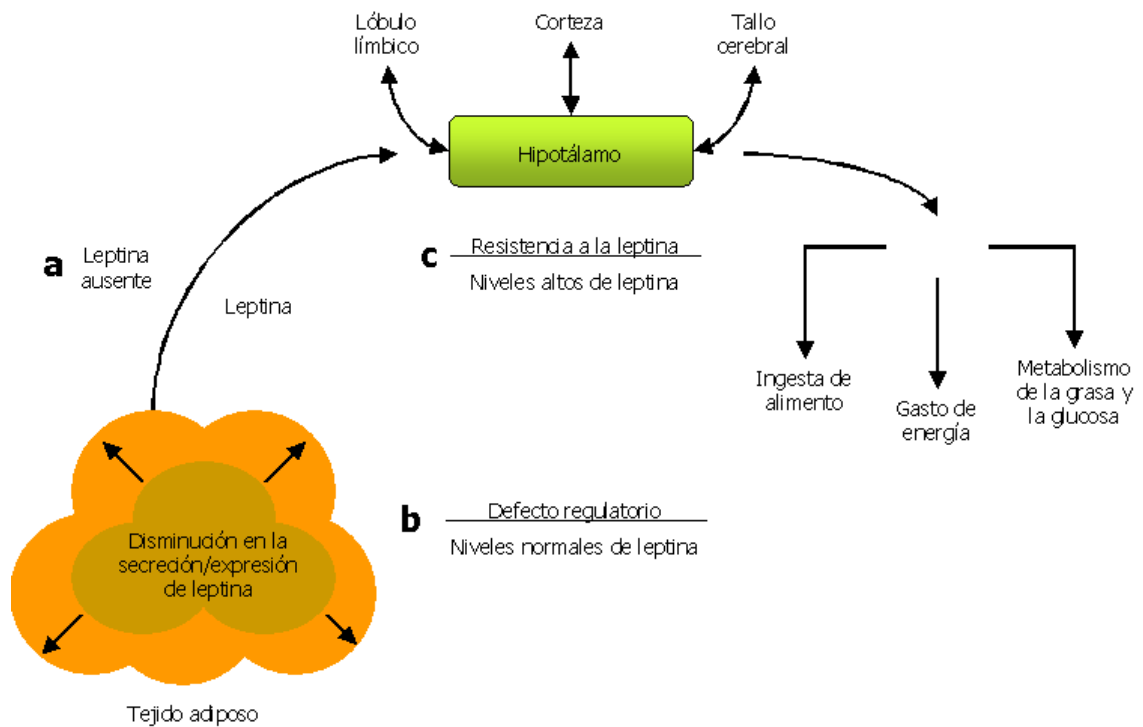 Lóbulo
límbico
Corteza
Tallo
cerebral
Hipotálamo
a
Leptina
ausente
Leptina
c
Resistencia a la leptina
Niveles altos de leptina
Ingesta de
alimento
Gasto de
energía
Metabolismo
de la grasa y
la glucosa
b
Defecto regulatorio
Niveles normales de leptina
Disminución en la
secreción/expresión
de leptina
Tejido adiposo